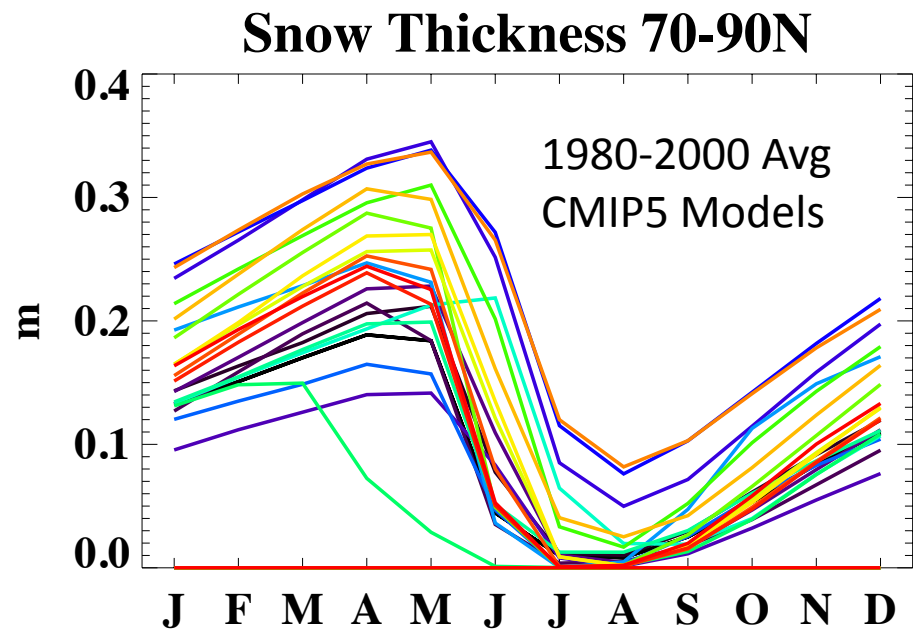 Snow Thickness 70-90N
0.4
0.3
0.2
0.1
0.0
m
1980-2000 Avg
CMIP5 Models
J F M A M J J A S O N D